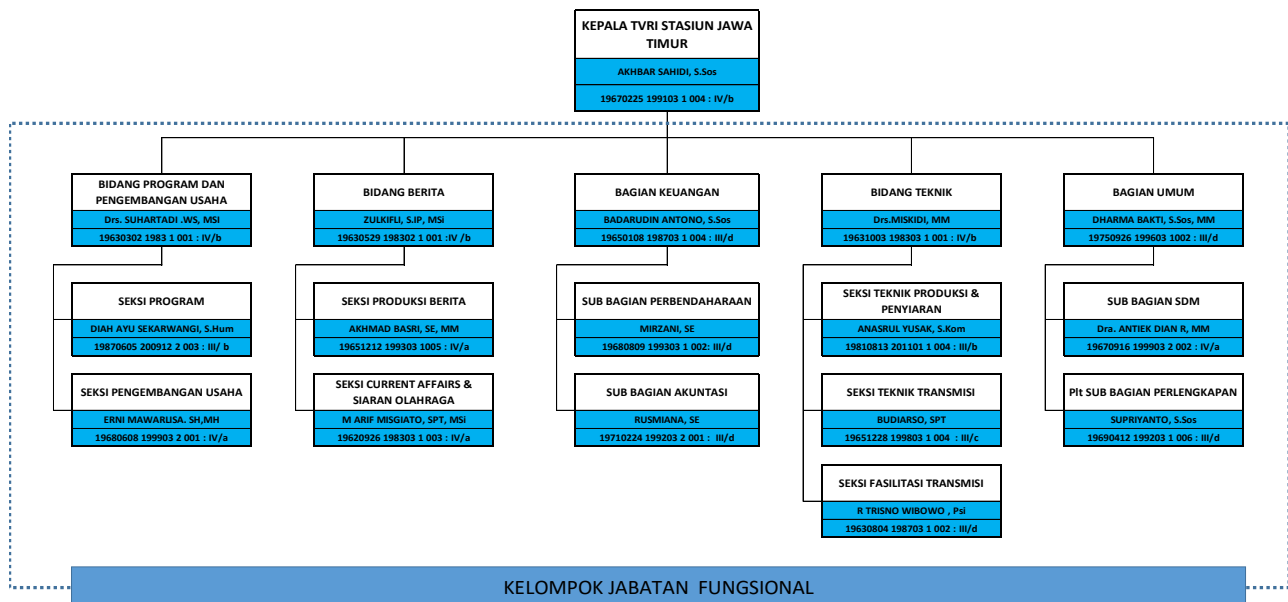 KEPALA TVRI STASIUN JAWA
TIMUR
AKHBAR SAHIDI, S.Sos
19670225 199103 1 004 : IV/b
BIDANG PROGRAM DAN
PENGEMBANGAN USAHA
Drs. SUHARTADI .WS, MSI
19630302 1983 1 001 : IV/b
BIDANG BERITA
ZULKIFLI, S.IP, MSi
19630529 198302 1 001 :IV /b
BAGIAN KEUANGAN
BADARUDIN ANTONO, S.Sos
19650108 198703 1 004 : III/d
BIDANG TEKNIK
Drs.MISKIDI, MM
19631003 198303 1 001 : IV/b
BAGIAN UMUM
DHARMA BAKTI, S.Sos, MM
19750926 199603 1002 : III/d
SEKSI PROGRAM
DIAH AYU SEKARWANGI, S.Hum
19870605 200912 2 003 : III/ b
SEKSI PRODUKSI BERITA
AKHMAD BASRI, SE, MM
19651212 199303 1005 : IV/a
SUB BAGIAN PERBENDAHARAAN
MIRZANI, SE
19680809 199303 1 002: III/d
SEKSI TEKNIK PRODUKSI &
PENYIARAN
ANASRUL YUSAK, S.Kom
19810813 201101 1 004 : III/b
SUB BAGIAN SDM
Dra. ANTIEK DIAN R, MM
19670916 199903 2 002 : IV/a
SEKSI PENGEMBANGAN USAHA
ERNI MAWARLISA. SH,MH
19680608 199903 2 001 : IV/a
SEKSI CURRENT AFFAIRS &
SIARAN OLAHRAGA
M ARIF MISGIATO, SPT, MSi
19620926 198303 1 003 : IV/a
SUB BAGIAN AKUNTASI
RUSMIANA, SE
19710224 199203 2 001 : III/d
SEKSI TEKNIK TRANSMISI
BUDIARSO, SPT
19651228 199803 1 004 : III/c
Plt SUB BAGIAN PERLENGKAPAN
SUPRIYANTO, S.Sos
19690412 199203 1 006 : III/d
SEKSI FASILITASI TRANSMISI
R TRISNO WIBOWO , Psi
19630804 198703 1 002 : III/d
KELOMPOK JABATAN FUNGSIONAL